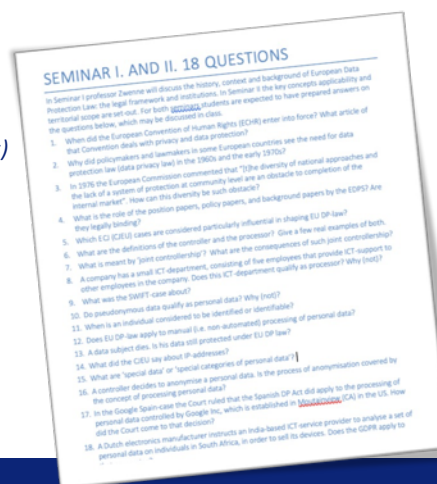 SEMINAR I. AND II. 18 QUESTIONS
In Seminar I professor Zwenne will discuss the history, context and background of European Data
Protection Law: the legal framework and institutions. In Seminar II the key concepts applicability and
territorial scope are set out. For both seminars students are expected to have prepared answers on
the questions below, which may be discussed in class.
1. When did the European Convention of Human Rights (ECHR) enter into force? What article of
that Convention deals with privacy and data protection?
2. Why did policymakers and lawmakers in some European countries see the need for data
protection law (data privacy law) in the 1960s and the early 1970s?
3. In 1976 the European Commission commented that "[t]he diversity of national approaches and
the lack of a system of protection at community level are an obstacle to completion of the
internal market". How can this diversity be such obstacle?
4. What is the role of the position papers, policy papers, and background papers by the EDPS? Are
they legally binding?
5. Which ECJ (CJEU) cases are considered particularly influential in shaping EU DP-law?
6. What are the definitions of the controller and the processor? Give a few real examples of both.
7. What is meant by 'joint controllership'? What are the consequences of such joint controllership?
8. A company has a small ICT-department, consisting of five employees that provide ICT-support to
other employees in the company. Does this ICT-department qualify as processor? Why (not)?
9. What was the SWIFT-case about?
10. Do pseudonymous data qualify as personal data? Why (not)?
11. When is an individual considered to be identified or identifiable?
12. Does EU DP-law apply to manual (i.e. non-automated) processing of personal data?
13. A data subject dies. Is his data still protected under EU DP law?
14. What did the CJEU say about IP-addresses?
15. What are 'special data' or 'special categories of personal data'?
16. A controller decides to anonymise a personal data. Is the process of anonymisation covered by
the concept of processing personal data?
17. In the Google Spain-case the Court ruled that the Spanish DP Act did apply to the processing of
personal data controlled by Google Inc, which is established in Moutainview (CA) in the US. How
did the Court come to that decision?
18. A Dutch electronics manufacturer instructs an India-based ICT-service provider to analyse a set of
personal data on individuals in South Africa, in order to sell its devices. Does the GDPR apply to